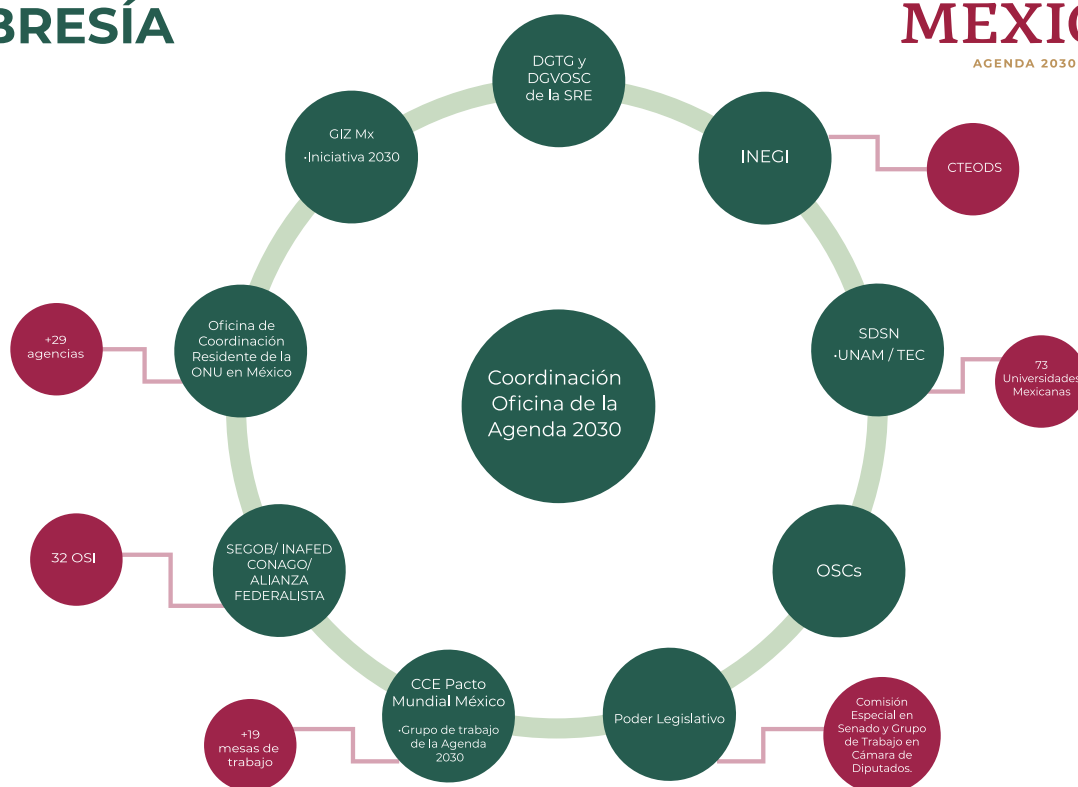 BRESÍA
MEXIC
AGENDA 2030
DGTG y
DGVOSC
de la SRE
GIZ Mx
·Iniciativa 2030
INEGI
CTEODS
Oficina de
Coordinación
Residente de la
ONU en México
+29
agencias
SDSN
·UNAM / TEC
73
Universidades
Mexicanas
Coordinación
Oficina de la
Agenda 2030
SEGOB/ INAFED
CONAGO/
ALIANZA
FEDERALISTA
32 OSI
OSCs
CCE Pacto
Mundial México
·Grupo de trabajo
de la Agenda
2030
+19
mesas de
trabajo
Poder Legislativo
Comisión
Especial en
Senado y Grupo
de Trabajo en
Cámara de
Diputados.